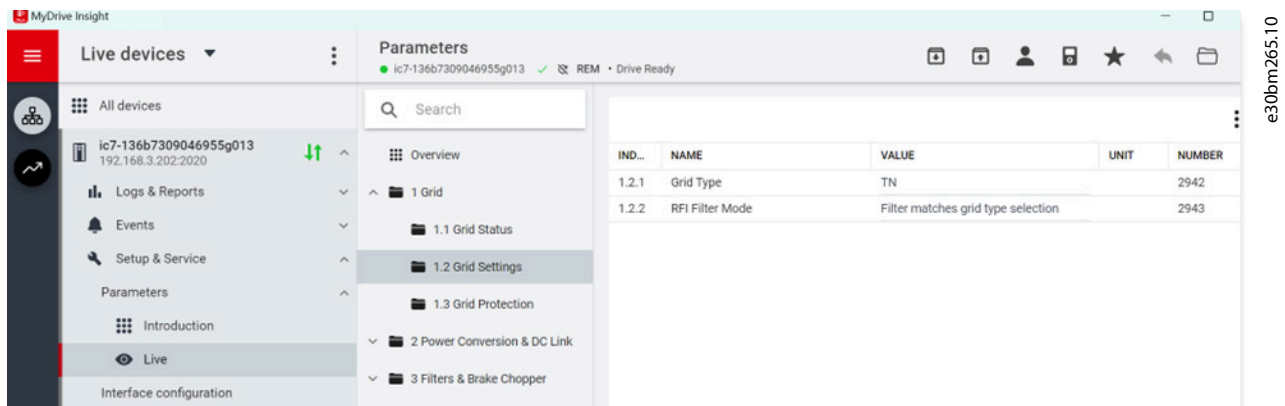 MyDrive Insight
Live devices
Parameters
ic7-136b7309046955g013 REM • Drive Ready
All devices
ic7-136b7309046955g013
192.168.3.202:2020
Logs & Reports
Events
Setup & Service
Parameters
Introduction
Live
Interface configuration
Search
Overview
1 Grid
1.1 Grid Status
1.2 Grid Settings
1.3 Grid Protection
2 Power Conversion & DC Link
3 Filters & Brake Chopper
IND... NAME VALUE UNIT NUMBER
1.2.1 Grid Type TN 2942
1.2.2 RFI Filter Mode Filter matches grid type selection 2943
e30bm265.10